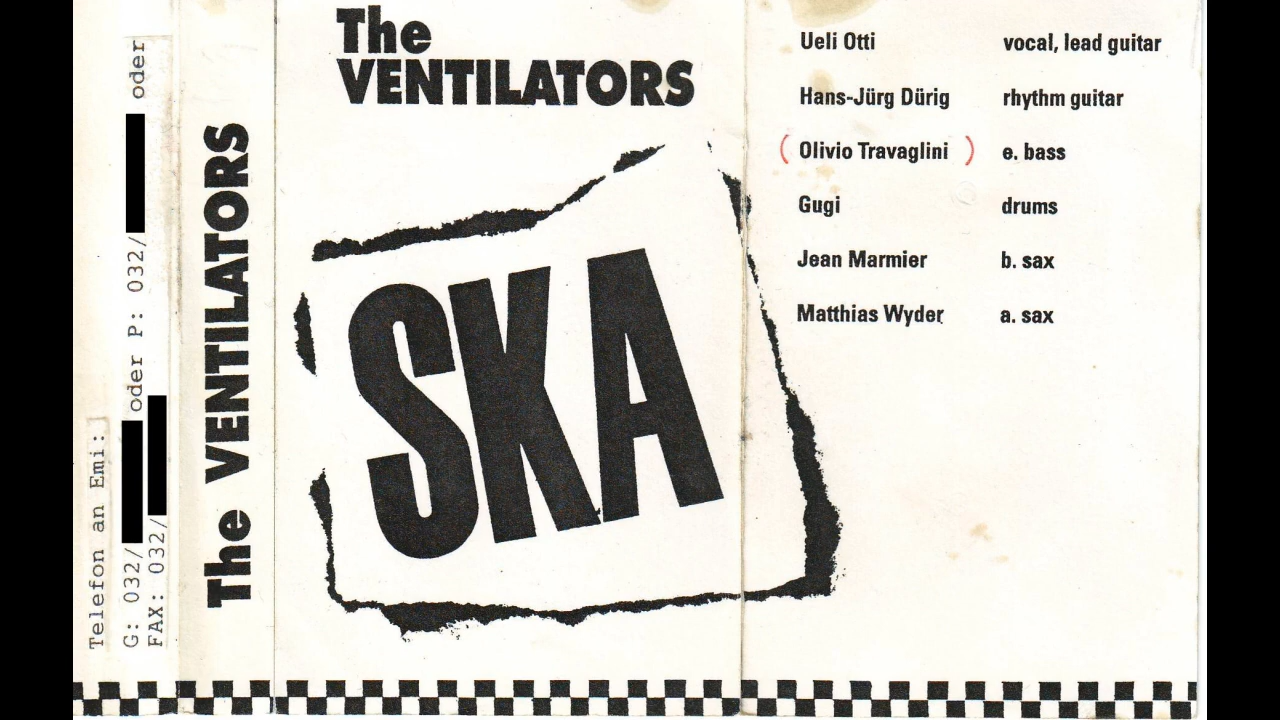 Telefon an Emi:
G: 032/ oder P: 032/ oder
FAX: 032/
The VENTILATORS
The
VENTILATORS
SKA
Ueli Otti vocal, lead guitar
Hans-Jürg Dürig rhythm guitar
( Olivio Travaglini ) e. bass
Gugi drums
Jean Marmier b. sax
Matthias Wyder a. sax